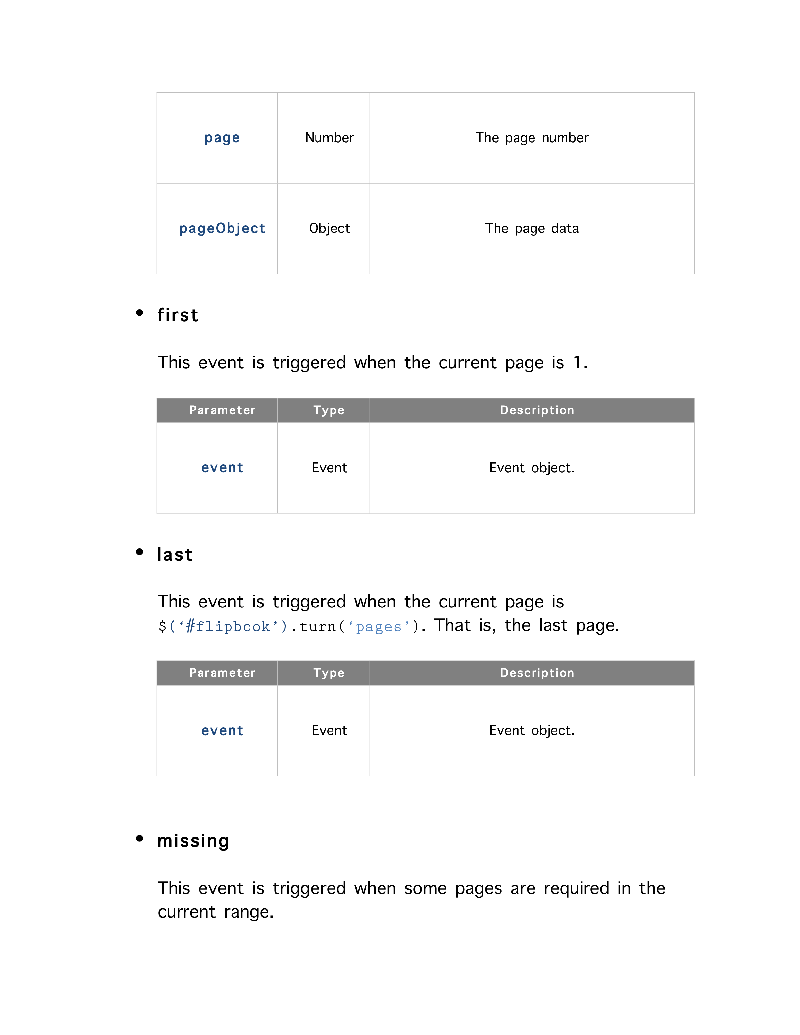 page Number The page number
pageObject Object The page data
• first
This event is triggered when the current page is 1.
Parameter Type Description
event Event Event object.
• last
This event is triggered when the current page is
$(‘#flipbook’).turn(‘pages’). That is, the last page.
Parameter Type Description
event Event Event object.
• missing
This event is triggered when some pages are required in the
current range.